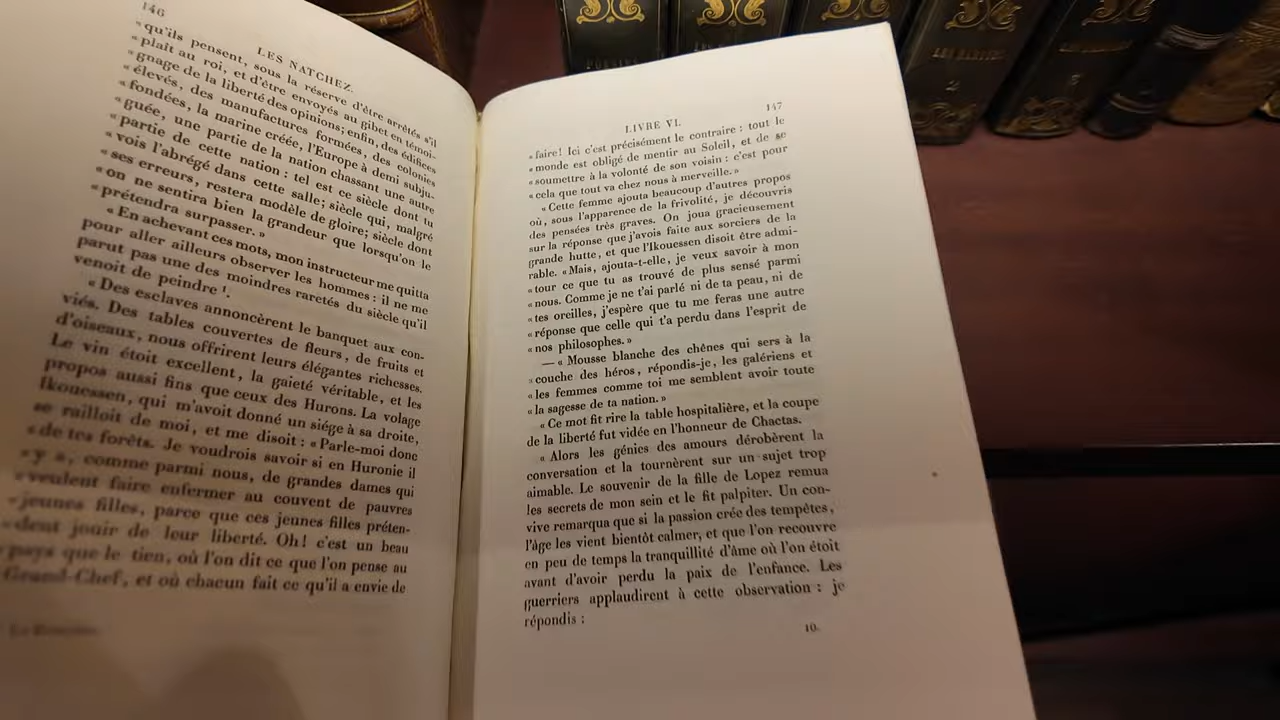 146
LES NATCHEZ.
« qu'ils pensent, sous la réserve d'être arrêtés s'il
« plaît au roi, et d'être envoyés au gibet en témoi-
« gnage de la liberté des opinions; enfin, des édifices
« élevés, des manufactures formées, des colonies
« fondées, la marine créée, l'Europe à demi subju-
« guée, une partie de la nation chassant une autre
« partie de cette nation : tel est ce siècle dont tu
« vois l'abrégé dans cette salle; siècle qui, malgré
« ses erreurs, restera modèle de gloire; siècle dont
« on ne sentira bien la grandeur que lorsqu'on le
« prétendra surpasser. »
« En achevant ces mots, mon instructeur me quitta
pour aller ailleurs observer les hommes : il ne me
parut pas une des moindres raretés du siècle qu'il
venoit de peindre ¹.
« Des esclaves annoncèrent le banquet aux con-
viés. Des tables couvertes de fleurs, de fruits et
d'oiseaux, nous offrirent leurs élégantes richesses.
Le vin étoit excellent, la gaieté véritable, et les
propos aussi fins que ceux des Hurons. La volage
Ikouessen, qui m'avoit donné un siége à sa droite,
se railloit de moi, et me disoit : « Parle-moi donc
« de tes forêts. Je voudrois savoir si en Huronie il
« y a, comme parmi nous, de grandes dames qui
« veulent faire enfermer au couvent de pauvres
« jeunes filles, parce que ces jeunes filles préten-
« dent jouir de leur liberté. Oh! c'est un beau
« pays que le tien, où l'on dit ce que l'on pense au
« Grand-Chef, et où chacun fait ce qu'il a envie de
LIVRE VI.
147
« faire! Ici c'est précisément le contraire : tout le
« monde est obligé de mentir au Soleil, et de se
« soumettre à la volonté de son voisin : c'est pour
« cela que tout va chez nous à merveille. »
« Cette femme ajouta beaucoup d'autres propos
où, sous l'apparence de la frivolité, je découvris
des pensées très graves. On joua gracieusement
sur la réponse que j'avois faite aux sorciers de la
grande hutte, et que l'Ikouessen disoit être admi-
rable. « Mais, ajouta-t-elle, je veux savoir à mon
« tour ce que tu as trouvé de plus sensé parmi
« nous. Comme je ne t'ai parlé ni de ta peau, ni de
« tes oreilles, j'espère que tu me feras une autre
« réponse que celle qui t'a perdu dans l'esprit de
« nos philosophes. »
— « Mousse blanche des chênes qui sers à la
« couche des héros, répondis-je, les galériens et
« les femmes comme toi me semblent avoir toute
« la sagesse de ta nation. »
« Ce mot fit rire la table hospitalière, et la coupe
de la liberté fut vidée en l'honneur de Chactas.
« Alors les génies des amours dérobèrent la
conversation et la tournèrent sur un sujet trop
aimable. Le souvenir de la fille de Lopez remua
les secrets de mon sein et le fit palpiter. Un con-
vive remarqua que si la passion crée des tempêtes,
l'âge les vient bientôt calmer, et que l'on recouvre
en peu de temps la tranquillité d'âme où l'on étoit
avant d'avoir perdu la paix de l'enfance. Les
guerriers applaudirent à cette observation : je
répondis :
10.